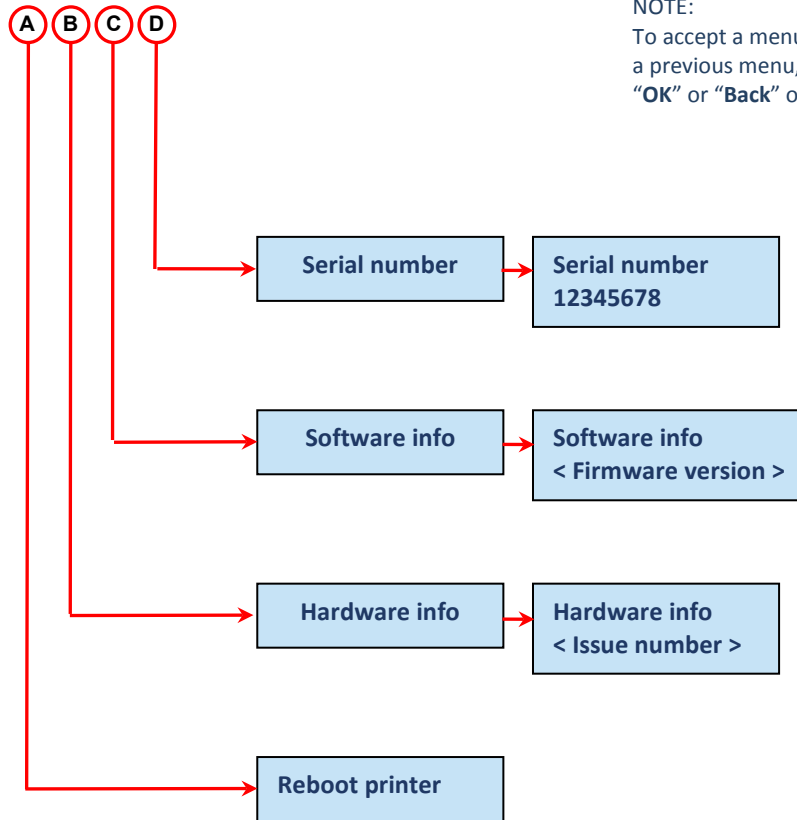 A B C D
NOTE:
To accept a menu
a previous menu,
“OK” or “Back” o
Serial number
Serial number
12345678
Software info
Software info
< Firmware version >
Hardware info
Hardware info
< Issue number >
Reboot printer